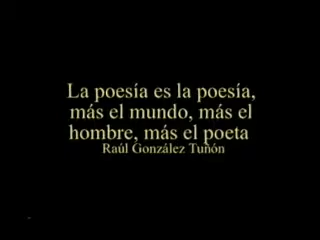 La poesía es la poesía,
más el mundo, más el
hombre, más el poeta
Raúl González Tuñón